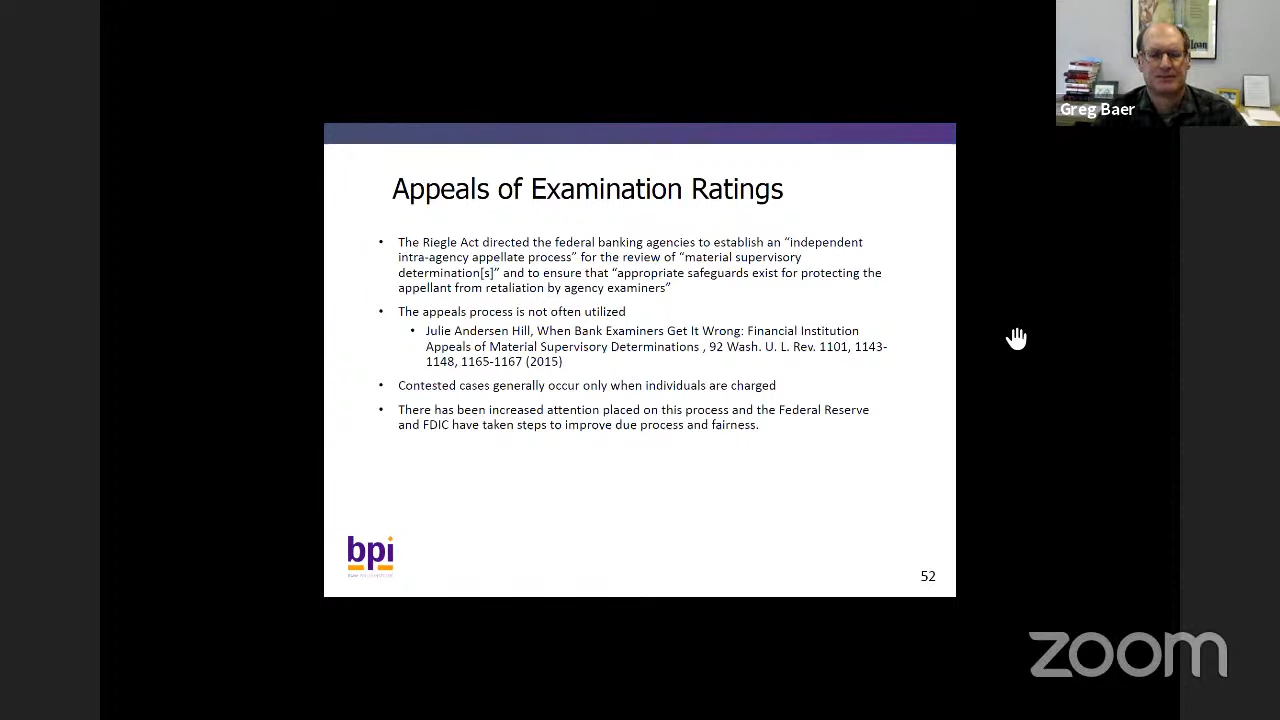 Loan
Greg Baer
Appeals of Examination Ratings
• The Riegle Act directed the federal banking agencies to establish an “independent
intra-agency appellate process” for the review of “material supervisory
determination[s]” and to ensure that “appropriate safeguards exist for protecting the
appellant from retaliation by agency examiners”
• The appeals process is not often utilized
• Julie Andersen Hill, When Bank Examiners Get It Wrong: Financial Institution
Appeals of Material Supervisory Determinations , 92 Wash. U. L. Rev. 1101, 1143-
1148, 1165-1167 (2015)
• Contested cases generally occur only when individuals are charged
• There has been increased attention placed on this process and the Federal Reserve
and FDIC have taken steps to improve due process and fairness.
bpi
52
zoom